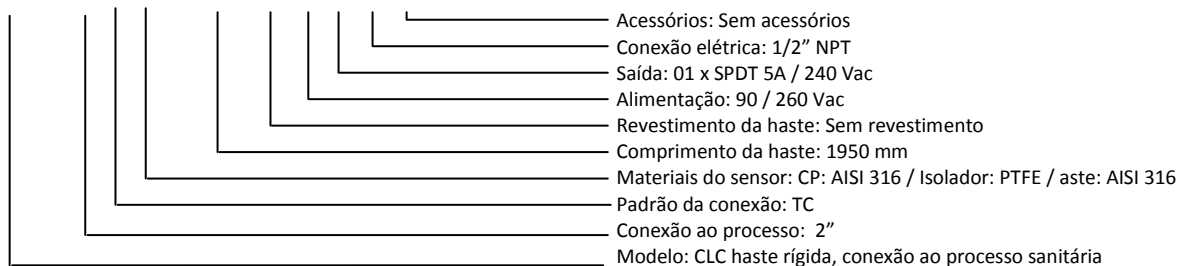 Acessórios: Sem acessórios
Conexão elétrica: 1/2” NPT
Saída: 01 x SPDT 5A / 240 Vac
Alimentação: 90 / 260 Vac
Revestimento da haste: Sem revestimento
Comprimento da haste: 1950 mm
Materiais do sensor: CP: AISI 316 / Isolador: PTFE / aste: AISI 316
Padrão da conexão: TC
Conexão ao processo: 2”
Modelo: CLC haste rígida, conexão ao processo sanitária